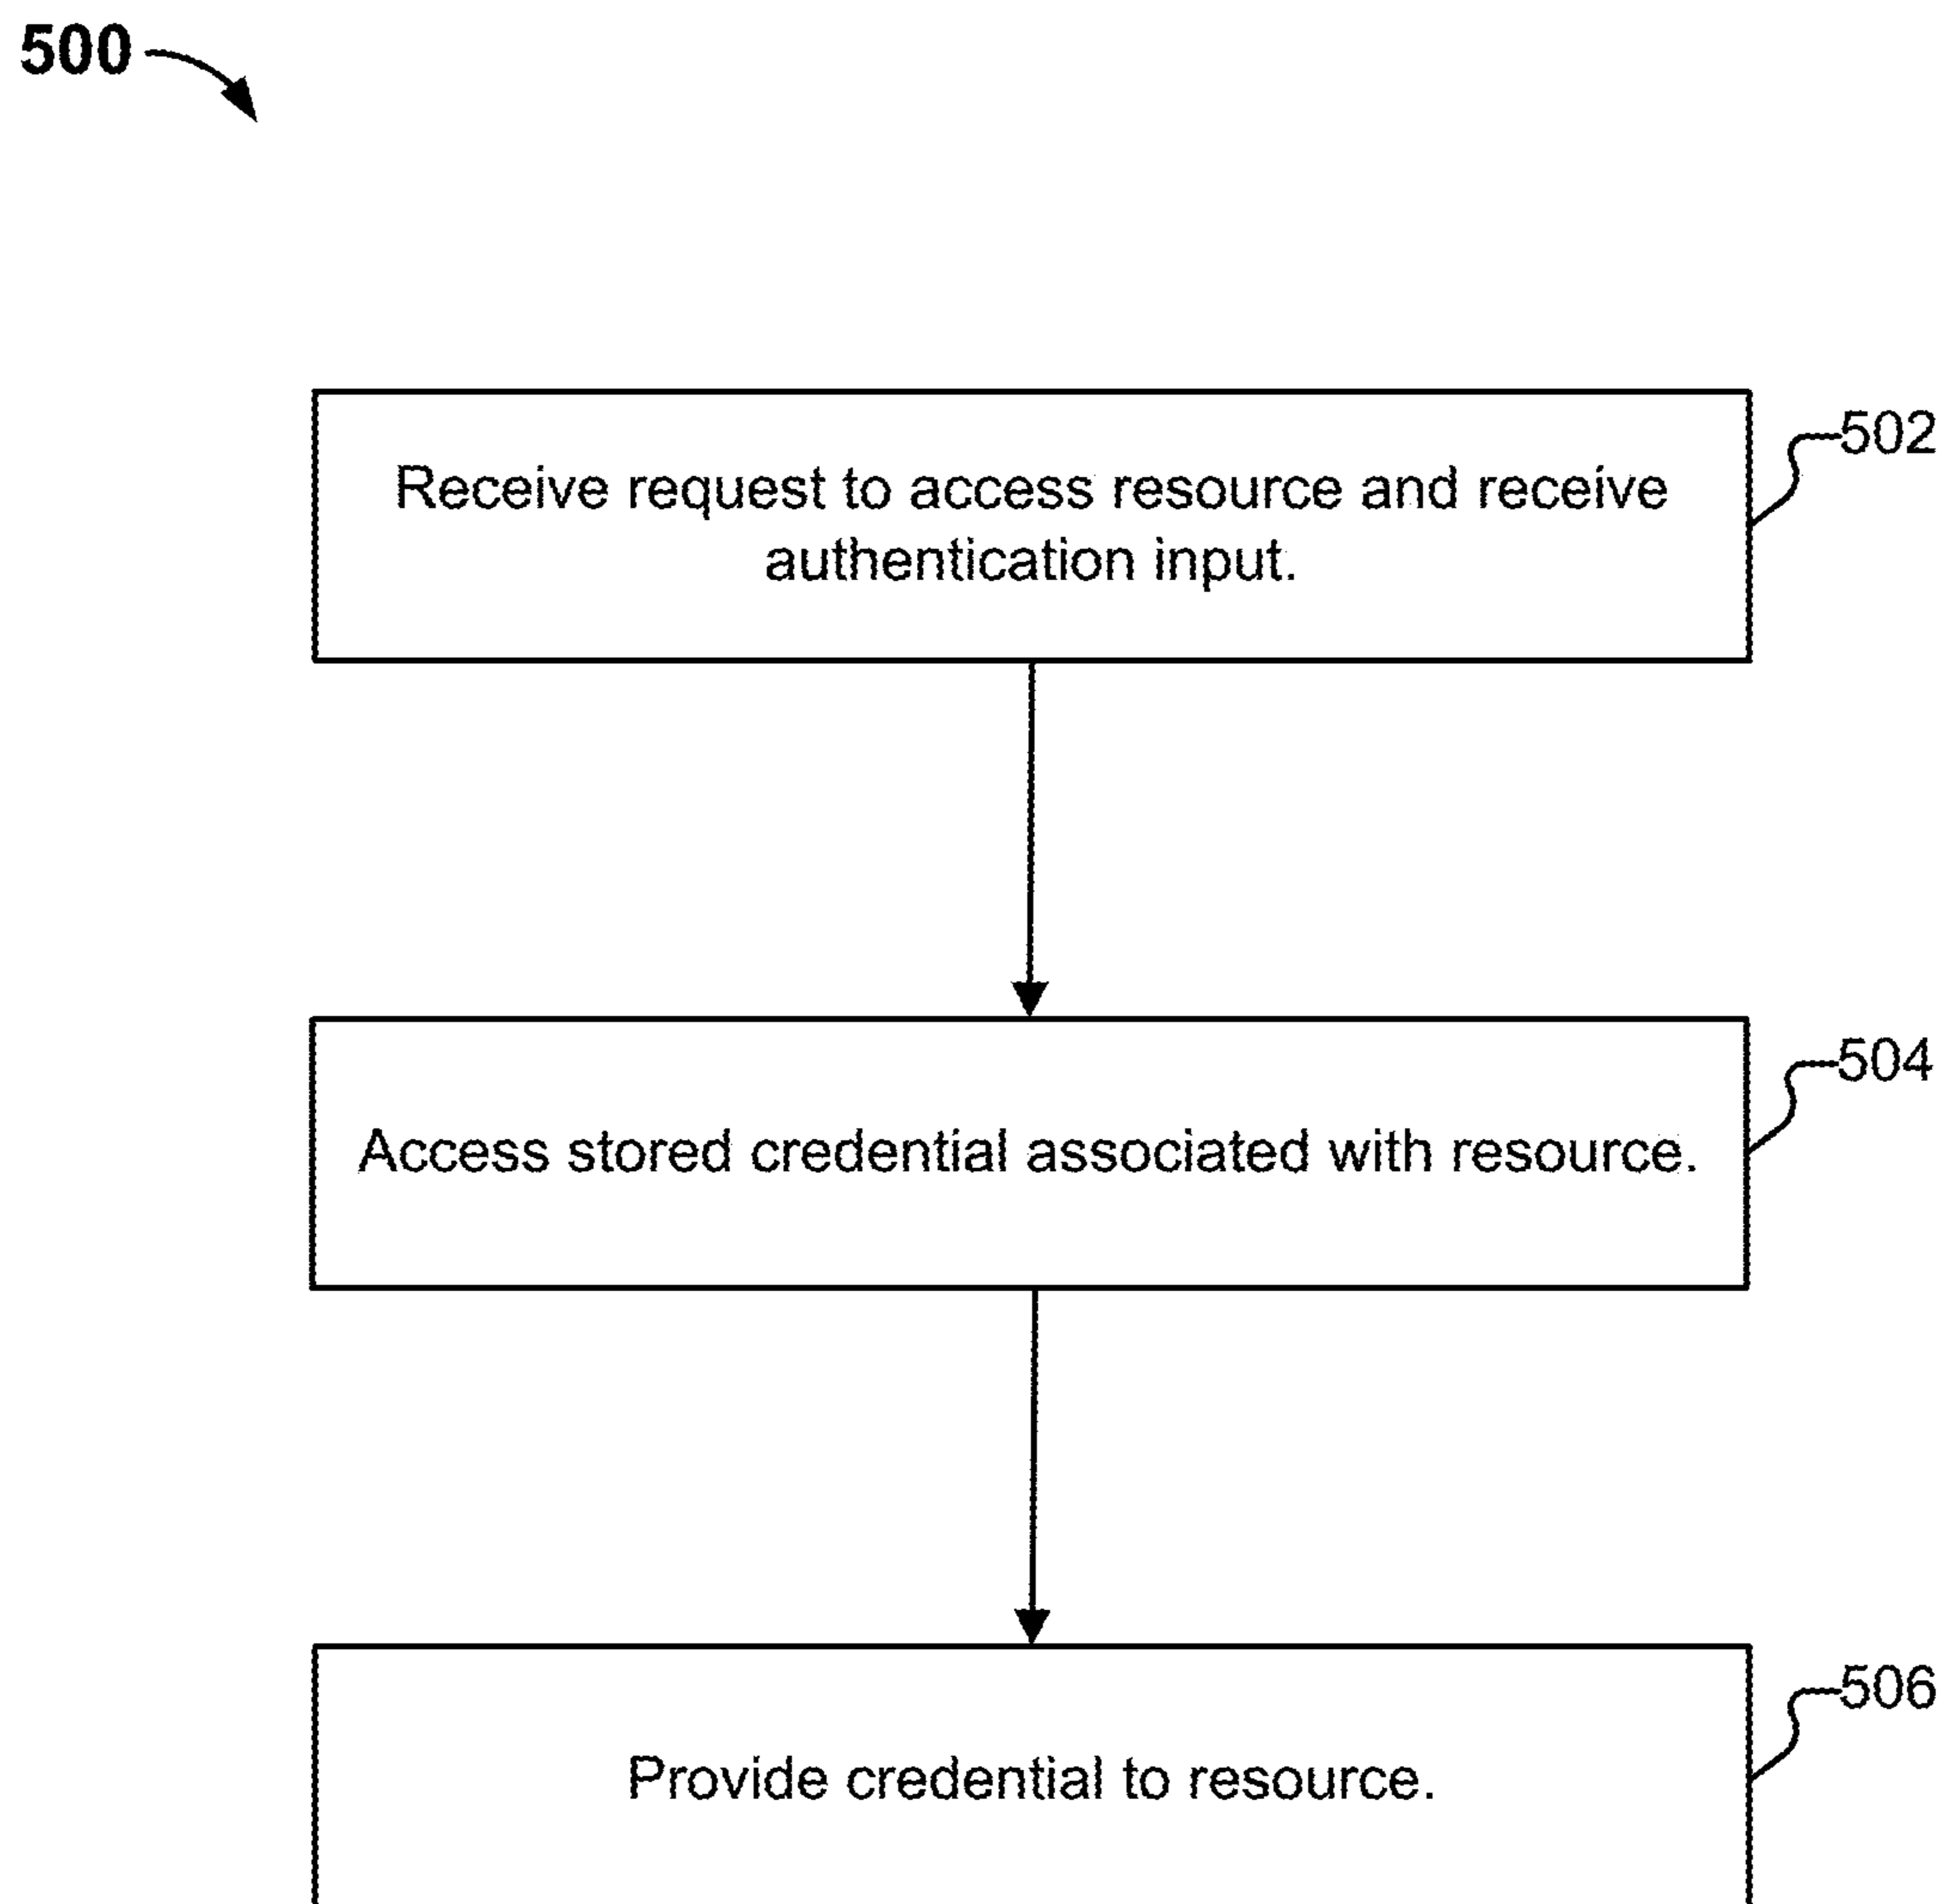 500
502
Receive request to access resource and receive
authentication input.
504
Access stored credential associated with resource.
506
Provide credential to resource.